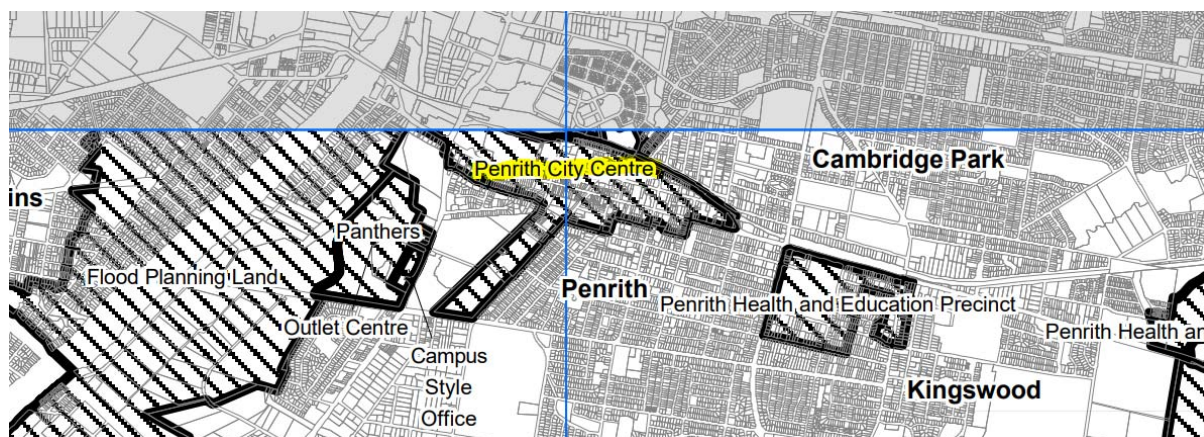 Cambridge Park
Penrith City Centre
ins
Panthers
Flood Planning Land
Penrith
Penrith Health and Education Precinct
Outlet Centre
Penrith Health an
Campus
Style
Office
Kingswood